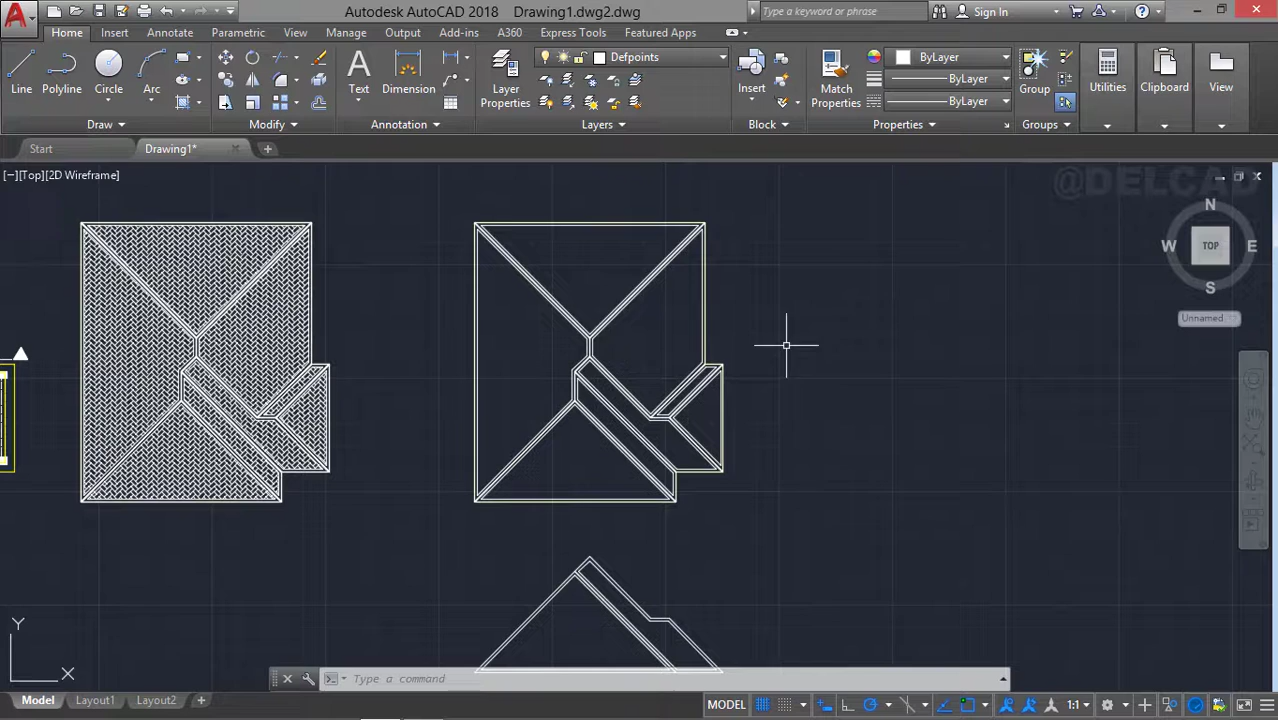 Autodesk AutoCAD 2018 Drawing1.dwg2.dwg
Type a keyword or phrase
Sign In
Home Insert Annotate Parametric View Manage Output Add-ins A360 Express Tools Featured Apps
Defpoints
ByLayer
ByLayer
ByLayer
Line Polyline Circle Arc Text Dimension Layer Properties Insert Match Properties Group Utilities Clipboard View
Draw Modify Annotation Layers Block Properties Groups
Start Drawing1*
[−][Top][2D Wireframe]
@DELCAD
N
W TOP E
S
Unnamed
Y
X
Type a command
Model Layout1 Layout2
MODEL 1:1